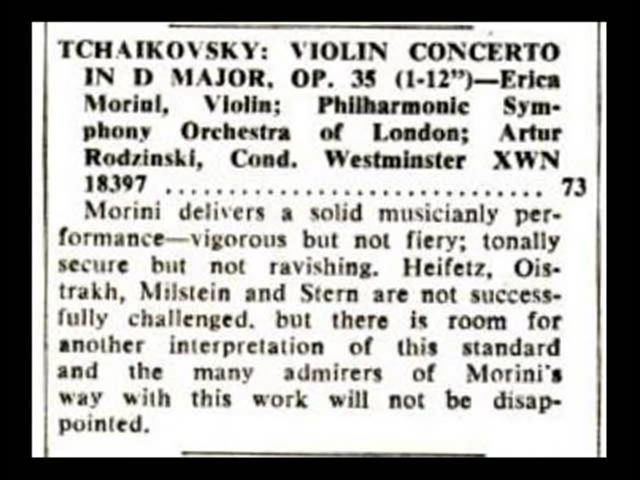 TCHAIKOVSKY: VIOLIN CONCERTO
IN D MAJOR, OP. 35 (1-12")—Erica
Morini, Violin; Philharmonic Sym-
phony Orchestra of London; Artur
Rodzinski, Cond. Westminster XWN
18397 ................................ 73
Morini delivers a solid musicianly per-
formance—vigorous but not fiery; tonally
secure but not ravishing. Heifetz, Ois-
trakh, Milstein and Stern are not success-
fully challenged. but there is room for
another interpretation of this standard
and the many admirers of Morini's
way with this work will not be disap-
pointed.